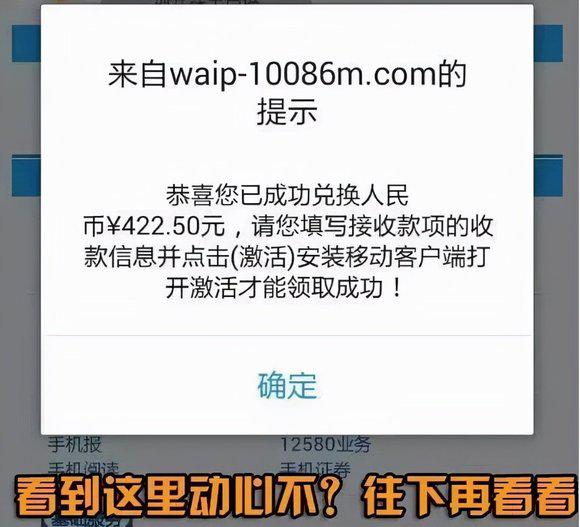 来自waip-10086m.com的
提示
恭喜您已成功兑换人民
币¥422.50元，请您填写接收款项的收
款信息并点击(激活)安装移动客户端打
开激活才能领取成功！
确定
手机报 12580业务
手机阅读 手机证券
看到这里动心不？往下再看看
基础服务